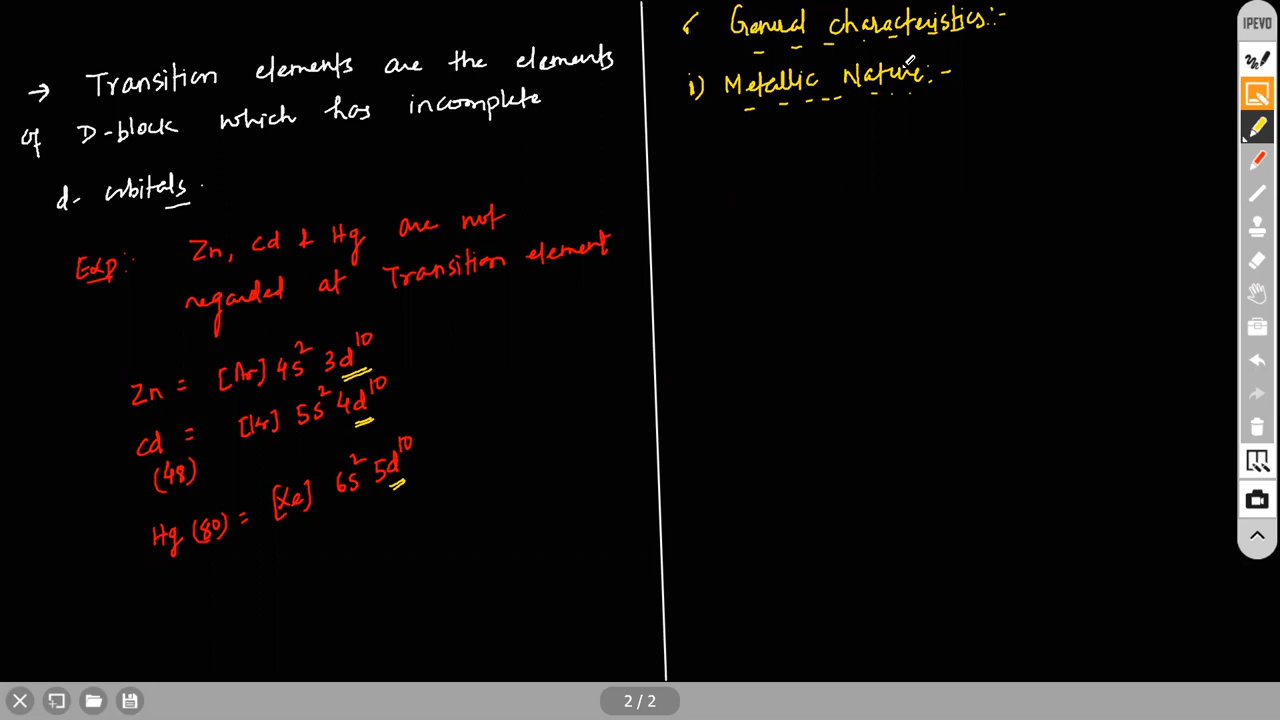 → Transition elements are the elements
of D-block which has incomplete
d- orbitals.
Exp:- Zn, Cd & Hg are not
regarded at Transition element
Zn = [Ar] 4s² 3d¹⁰
Cd = [Kr] 5s² 4d¹⁰
(48)
Hg (80) = [Xe] 6s² 5d¹⁰
General characteristics:-
i) Metallic Nature:-
IPEVO
2 / 2